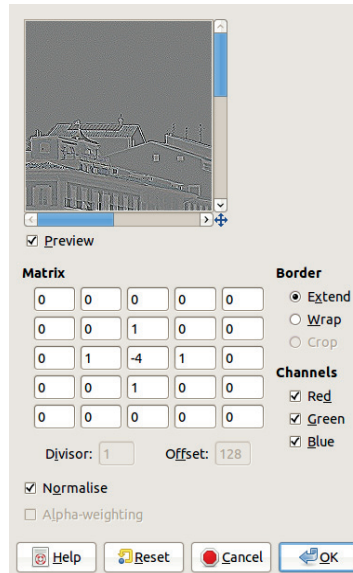 Preview
Matrix
0 0 0 0 0
0 0 1 0 0
0 1 -4 1 0
0 0 1 0 0
0 0 0 0 0
Divisor: 1 Offset: 128
Normalise
Alpha-weighting
Border
Extend
Wrap
Crop
Channels
Red
Green
Blue
Help Reset Cancel OK